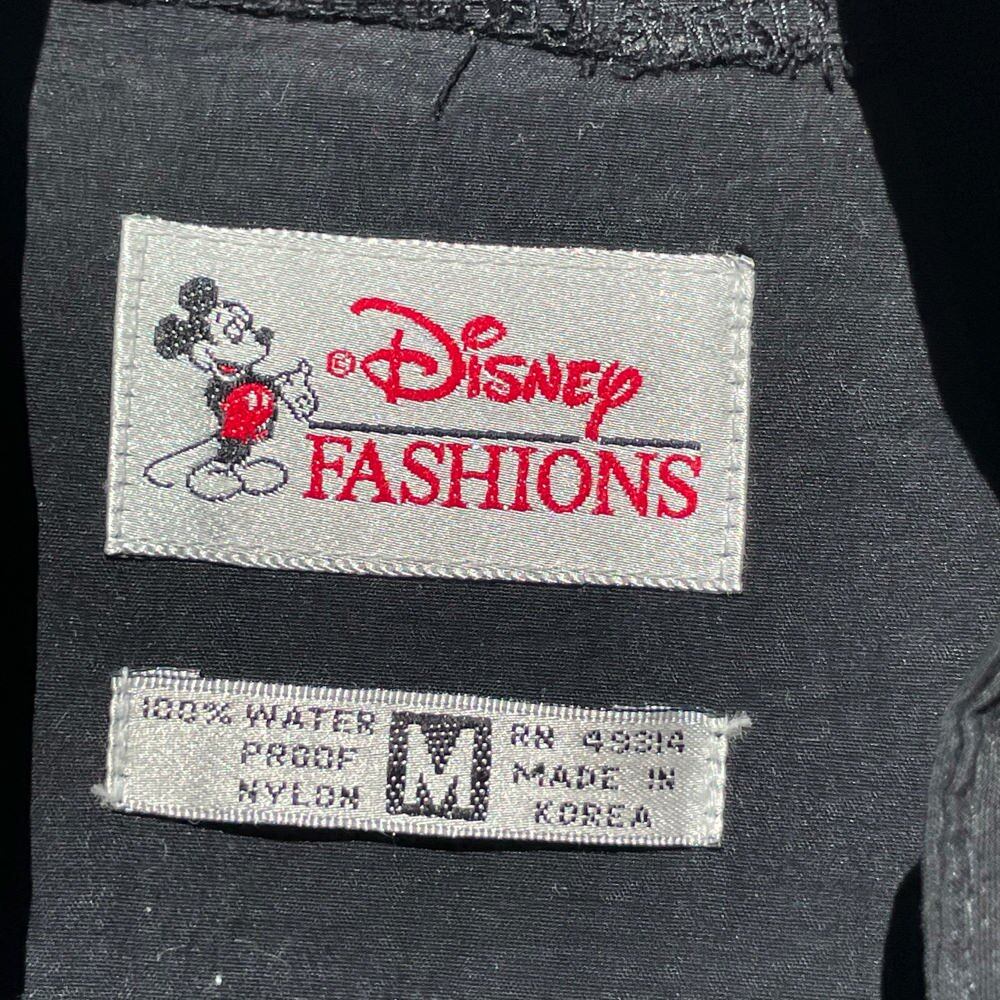 © Disney
FASHIONS
100% WATER
PROOF
NYLON
M
RN 49314
MADE IN
KOREA